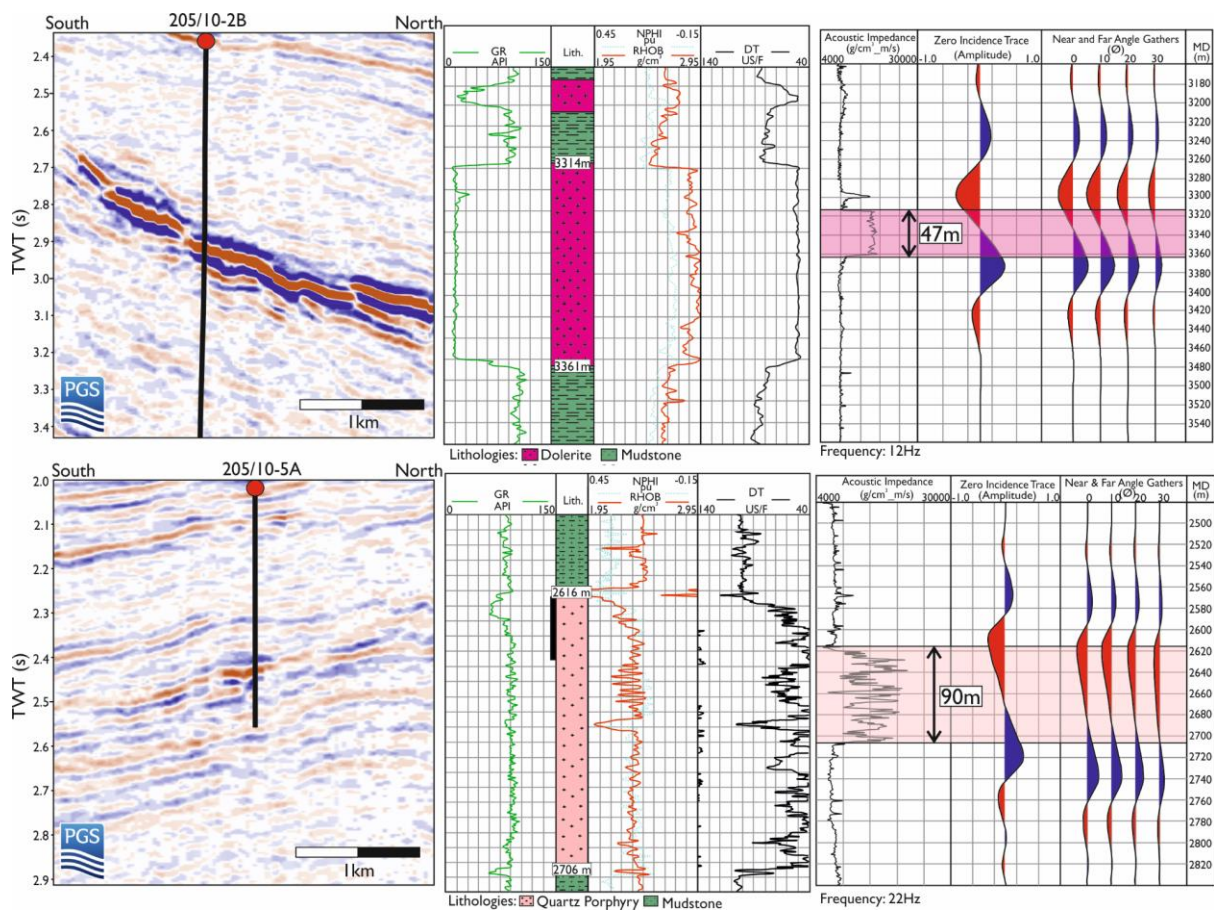 South 205/10-2B North
TWT (s)
2.4
2.5
2.6
2.7
2.8
2.9
3.0
3.1
3.2
3.3
3.4
PGS
1km
GR
API 150
Lith.
0.45 NPHI -0.15
pu
RHOB
1.95 g/cm³ 2.95
DT
140 US/F 40
3314m
3361m
Lithologies: Dolerite Mudstone
Acoustic Impedance
(g/cm³_m/s)
4000 30000
Zero Incidence Trace
(Amplitude)
-1.0 1.0
Near and Far Angle Gathers
(Ø)
0 10 20 30
MD
(m)
3180
3200
3220
3240
3260
3280
3300
3320
3340
3360
3380
3400
3420
3440
3460
3480
3500
3520
3540
47m
Frequency: 12Hz
South 205/10-5A North
TWT (s)
2.0
2.1
2.2
2.3
2.4
2.5
2.6
2.7
2.8
2.9
PGS
1km
GR
API 150
Lith.
0.45 NPHI -0.15
pu
RHOB
1.95 g/cm³ 2.95
DT
140 US/F 40
2616 m
2706 m
Lithologies: Quartz Porphyry Mudstone
Acoustic Impedance
(g/cm³_m/s)
4000 30000
Zero Incidence Trace
(Amplitude)
-1.0 1.0
Near & Far Angle Gathers
(Ø)
0 10 20 30
MD
(m)
2500
2520
2540
2560
2580
2600
2620
2640
2660
2680
2700
2720
2740
2760
2780
2800
2820
90m
Frequency: 22Hz